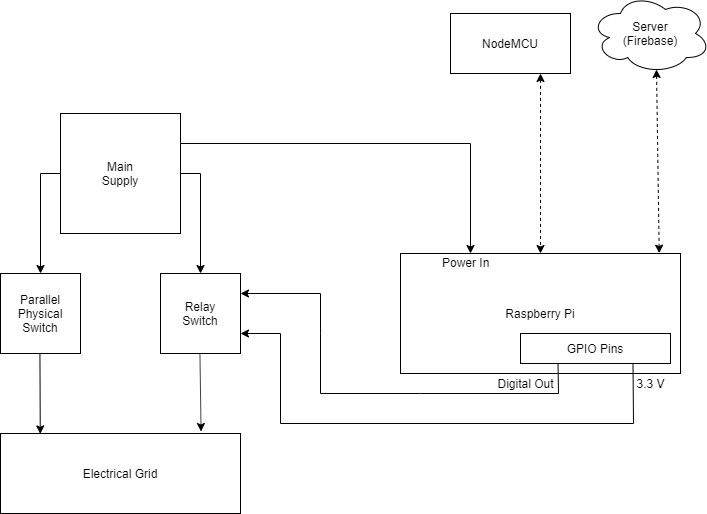 NodeMCU
Server
(Firebase)
Main
Supply
Power In
Parallel
Physical
Switch
Relay
Switch
Raspberry Pi
GPIO Pins
Digital Out
3.3 V
Electrical Grid